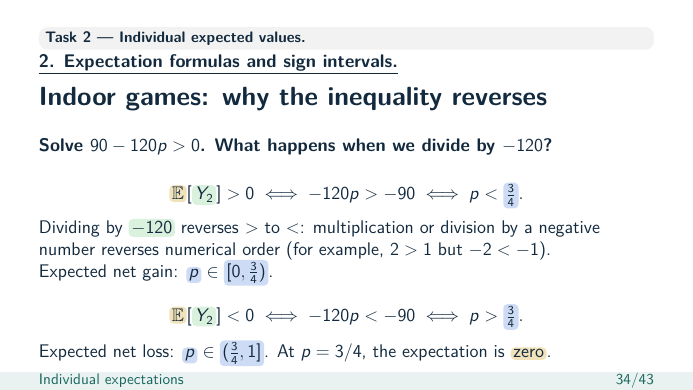 Task 2 — Individual expected values.
2. Expectation formulas and sign intervals.
Indoor games: why the inequality reverses
Solve 90 − 120p > 0. What happens when we divide by −120?
𝔼[Y₂] > 0 ⟺ −120p > −90 ⟺ p < 3/4.
Dividing by −120 reverses > to <: multiplication or division by a negative
number reverses numerical order (for example, 2 > 1 but −2 < −1).
Expected net gain: p ∈ [0, 3/4).
𝔼[Y₂] < 0 ⟺ −120p < −90 ⟺ p > 3/4.
Expected net loss: p ∈ (3/4, 1]. At p = 3/4, the expectation is zero.
Individual expectations 34/43